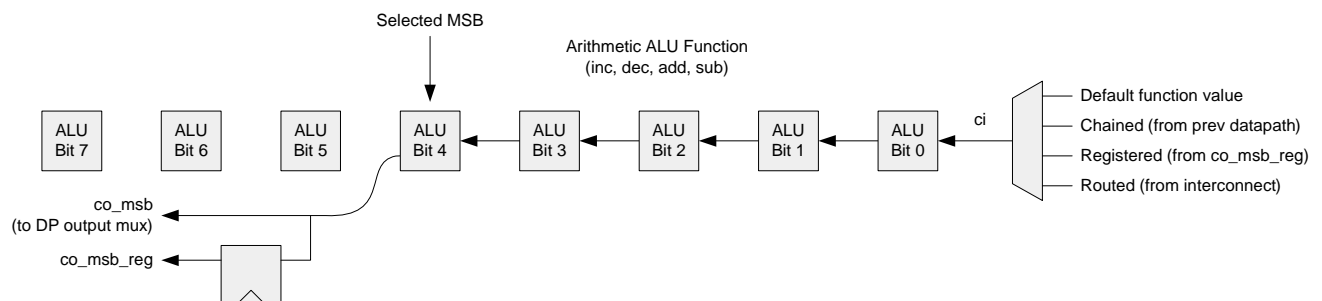 Selected MSB
Arithmetic ALU Function
(inc, dec, add, sub)
ALU
Bit 7
ALU
Bit 6
ALU
Bit 5
ALU
Bit 4
ALU
Bit 3
ALU
Bit 2
ALU
Bit 1
ALU
Bit 0
ci
Default function value
Chained (from prev datapath)
Registered (from co_msb_reg)
Routed (from interconnect)
co_msb
(to DP output mux)
co_msb_reg